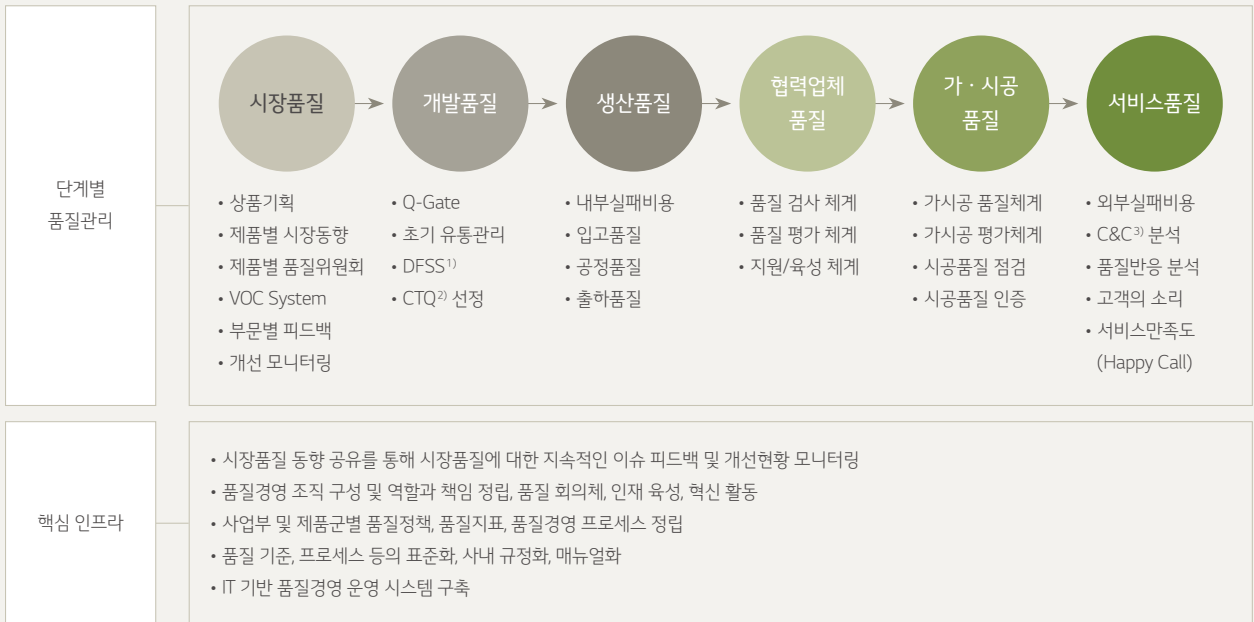 단계별
품질관리
시장품질
• 상품기획
• 제품별 시장동향
• 제품별 품질위원회
• VOC System
• 부문별 피드백
• 개선 모니터링
개발품질
• Q-Gate
• 초기 유통관리
• DFSS¹⁾
• CTQ²⁾ 선정
생산품질
• 내부실패비용
• 입고품질
• 공정품질
• 출하품질
협력업체
품질
• 품질 검사 체계
• 품질 평가 체계
• 지원/육성 체계
가 · 시공
품질
• 가시공 품질체계
• 가시공 평가체계
• 시공품질 점검
• 시공품질 인증
서비스품질
• 외부실패비용
• C&C³⁾ 분석
• 품질반응 분석
• 고객의 소리
• 서비스만족도
(Happy Call)
핵심 인프라
• 시장품질 동향 공유를 통해 시장품질에 대한 지속적인 이슈 피드백 및 개선현황 모니터링
• 품질경영 조직 구성 및 역할과 책임 정립, 품질 회의체, 인재 육성, 혁신 활동
• 사업부 및 제품군별 품질정책, 품질지표, 품질경영 프로세스 정립
• 품질 기준, 프로세스 등의 표준화, 사내 규정화, 매뉴얼화
• IT 기반 품질경영 운영 시스템 구축